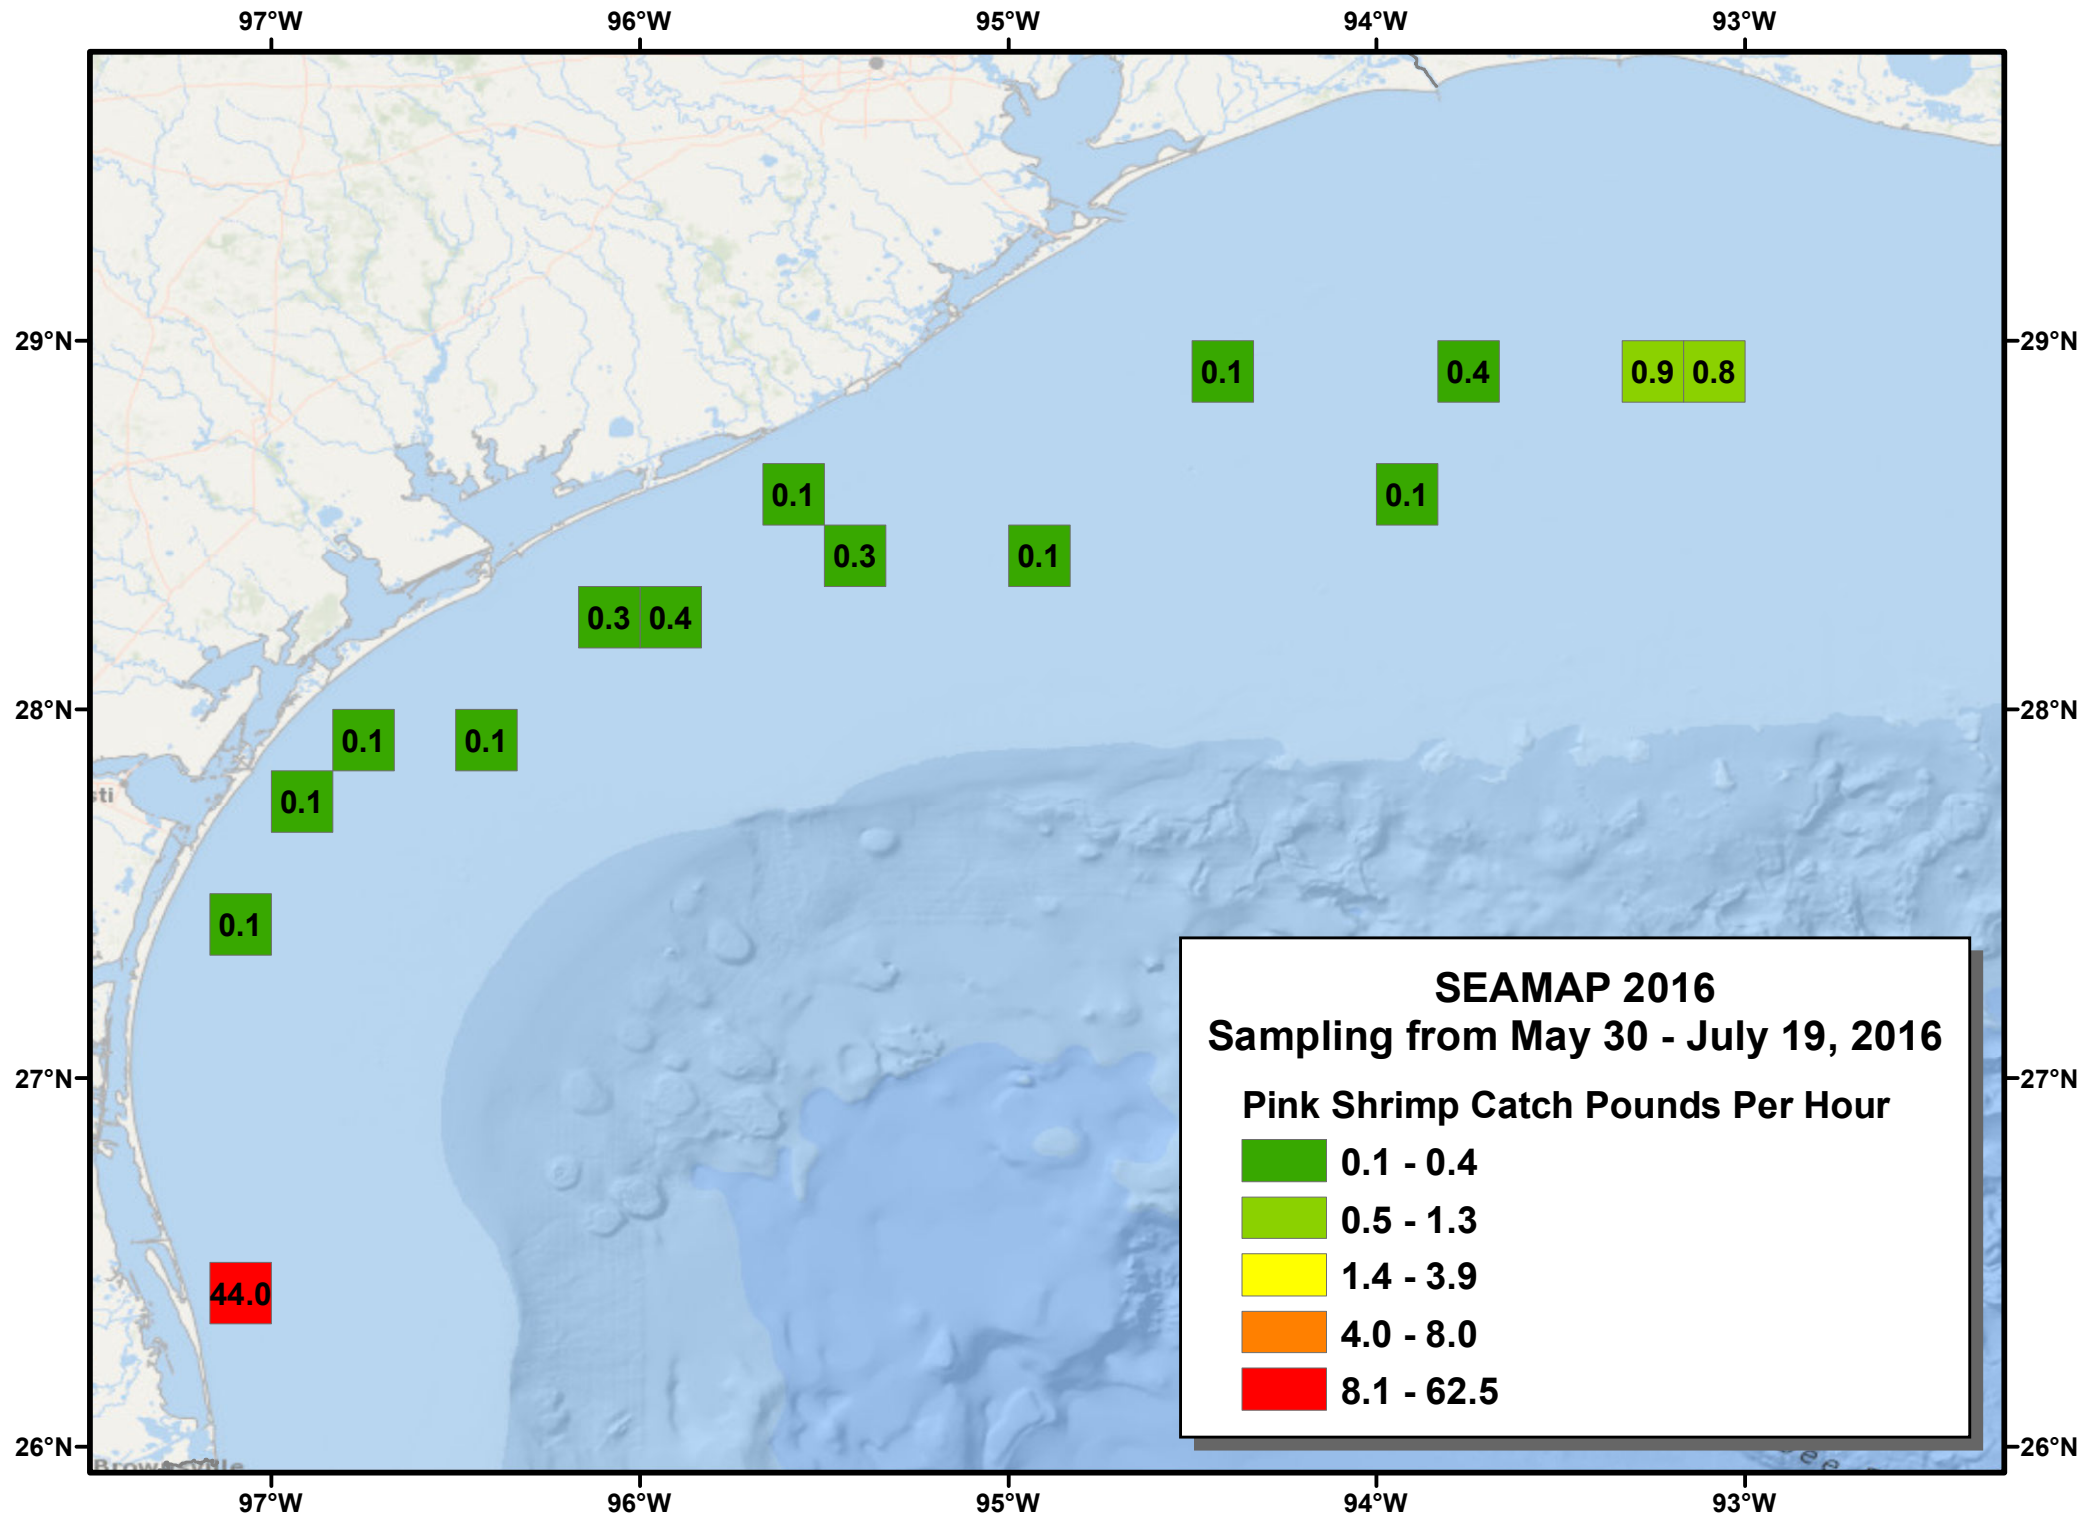 97°W 96°W 95°W 94°W 93°W
29°N 29°N
0.1 0.4 0.9 0.8
0.1 0.1
0.3 0.1
0.3 0.4
28°N 28°N
0.1 0.1
sti
0.1
0.1
SEAMAP 2016
Sampling from May 30 - July 19, 2016
27°N 27°N
Pink Shrimp Catch Pounds Per Hour
0.1 - 0.4
0.5 - 1.3
1.4 - 3.9
44.0
4.0 - 8.0
8.1 - 62.5
26°N 26°N
Brownsville
97°W 96°W 95°W 94°W 93°W